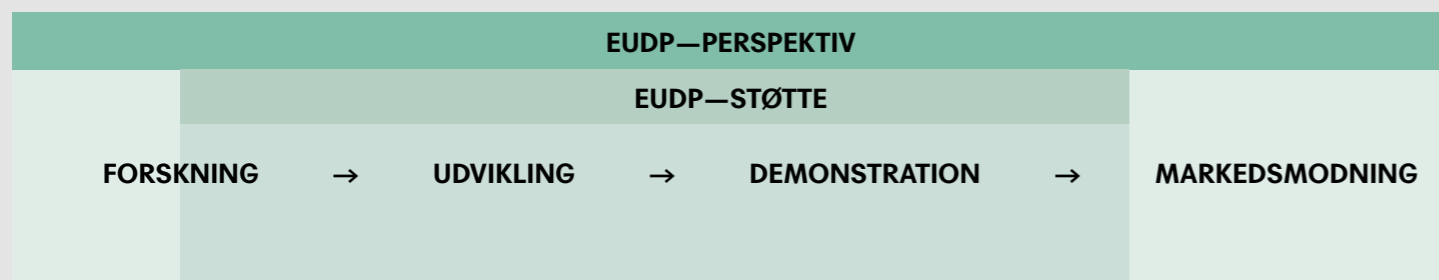 EUDP—PERSPEKTIV
EUDP—STØTTE
FORSKNING → UDVIKLING → DEMONSTRATION → MARKEDSMODNING